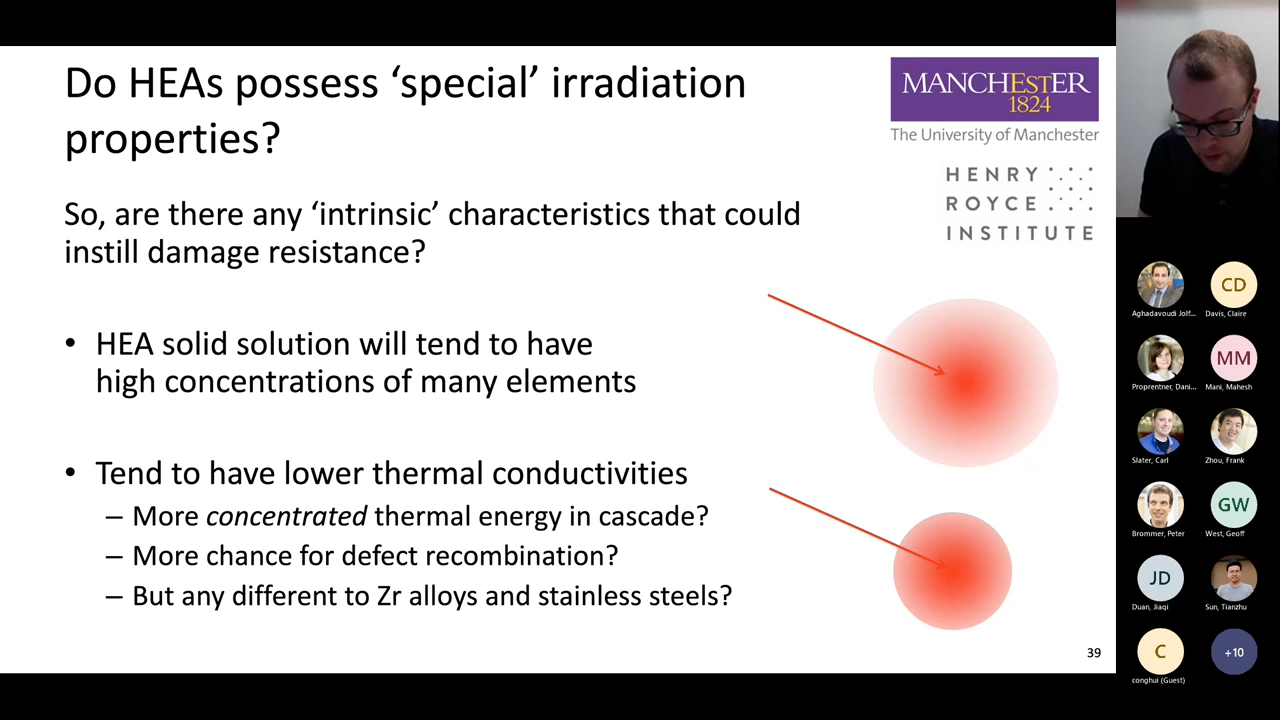 Do HEAs possess ‘special’ irradiation
properties?
MANCHESTER
1824
The University of Manchester
HENRY
ROYCE
INSTITUTE
So, are there any ‘intrinsic’ characteristics that could
instill damage resistance?
• HEA solid solution will tend to have
high concentrations of many elements
• Tend to have lower thermal conductivities
– More concentrated thermal energy in cascade?
– More chance for defect recombination?
– But any different to Zr alloys and stainless steels?
39
CD
Aghadavoudi Jolf...
Davis, Claire
MM
Proprentner, Dani...
Mani, Mahesh
Slater, Carl
Zhou, Frank
GW
Brommer, Peter
West, Geoff
JD
Duan, Jiaqi
Sun, Tianzhu
C
+10
conghui (Guest)